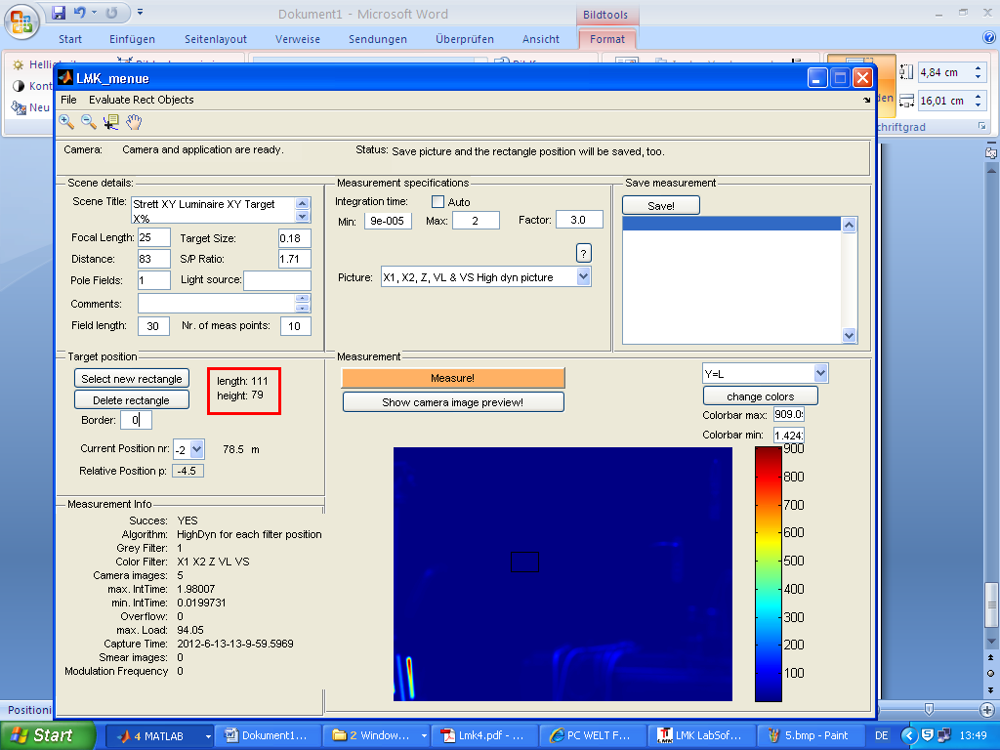 Dokument1 - Microsoft Word
Bildtools
Start Einfügen Seitenlayout Verweise Sendungen Überprüfen Ansicht Format
Kont
Neu
4,84 cm
16,01 cm
LMK_menue
File Evaluate Rect Objects
Camera: Camera and application are ready. Status: Save picture and the rectangle position will be saved, too.
Scene details:
Scene Title: Strett XY Luminaire XY Target
X%
Focal Length: 25 Target Size: 0.18
Distance: 83 S/P Ratio: 1.71
Pole Fields: 1 Light source:
Comments:
Field length: 30 Nr. of meas points: 10
Measurement specifications
Integration time: Auto
Min: 9e-005 Max: 2 Factor: 3.0
?
Picture: X1, X2, Z, VL & VS High dyn picture
Save measurement
Save!
Target position
Select new rectangle
Delete rectangle
length: 111
height: 79
Border: 0
Current Position nr: -2 78.5 m
Relative Position p: -4.5
Measurement Info
Succes: YES
Algorithm: HighDyn for each filter position
Grey Filter: 1
Color Filter: X1 X2 Z VL VS
Camera images: 5
max. IntTime: 1.98007
min. IntTime: 0.0199731
Overflow: 0
max. Load: 94.05
Capture Time: 2012-6-13-13-9-59.5969
Smear images: 0
Modulation Frequency 0
Measurement
Measure!
Show camera image preview!
Y=L
change colors
Colorbar max: 909.0
Colorbar min: 1.424
900
800
700
600
500
400
300
200
100
Positioni
Start 4 MATLAB Dokument1... 2 Window... Lmk4.pdf - ... PC WELT F... LMK LabSof... 5.bmp - Paint DE 13:49